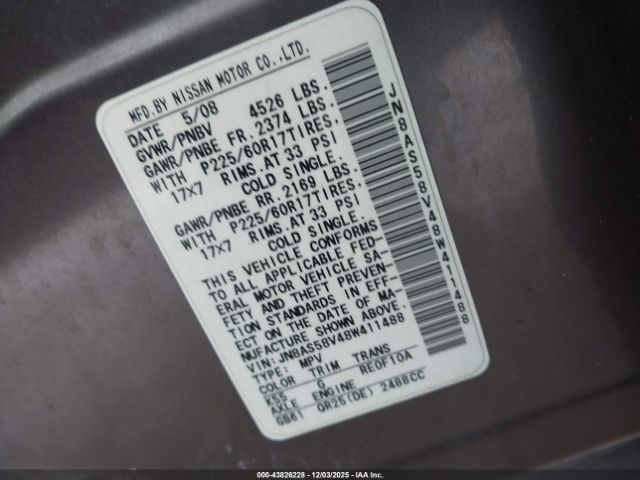 MFD.BY NISSAN MOTOR CO.,LTD.
DATE 5/08
GVWR/PNBV 4526 LBS.
GAWR/PNBE FR. 2374 LBS.
WITH P225/60R17TIRES.
17X7 RIMS.AT 33 PSI
COLD SINGLE.
GAWR/PNBE RR. 2169 LBS.
WITH P225/60R17TIRES.
17X7 RIMS.AT 33 PSI
COLD SINGLE.
THIS VEHICLE CONFORMS
TO ALL APPLICABLE FED-
ERAL MOTOR VEHICLE SA-
FETY AND THEFT PREVEN-
TION STANDARDS IN EFF-
ECT ON THE DATE OF MA-
NUFACTURE SHOWN ABOVE.
VIN:JN8AS58V48W411488
TYPE: MPV
COLOR TRIM TRANS
K55 G RE0F10A
AXLE ENGINE
GB61 QR25(DE) 2488CC
JN8AS58V48W411488
000-43826228 - 12/03/2025 - IAA Inc.